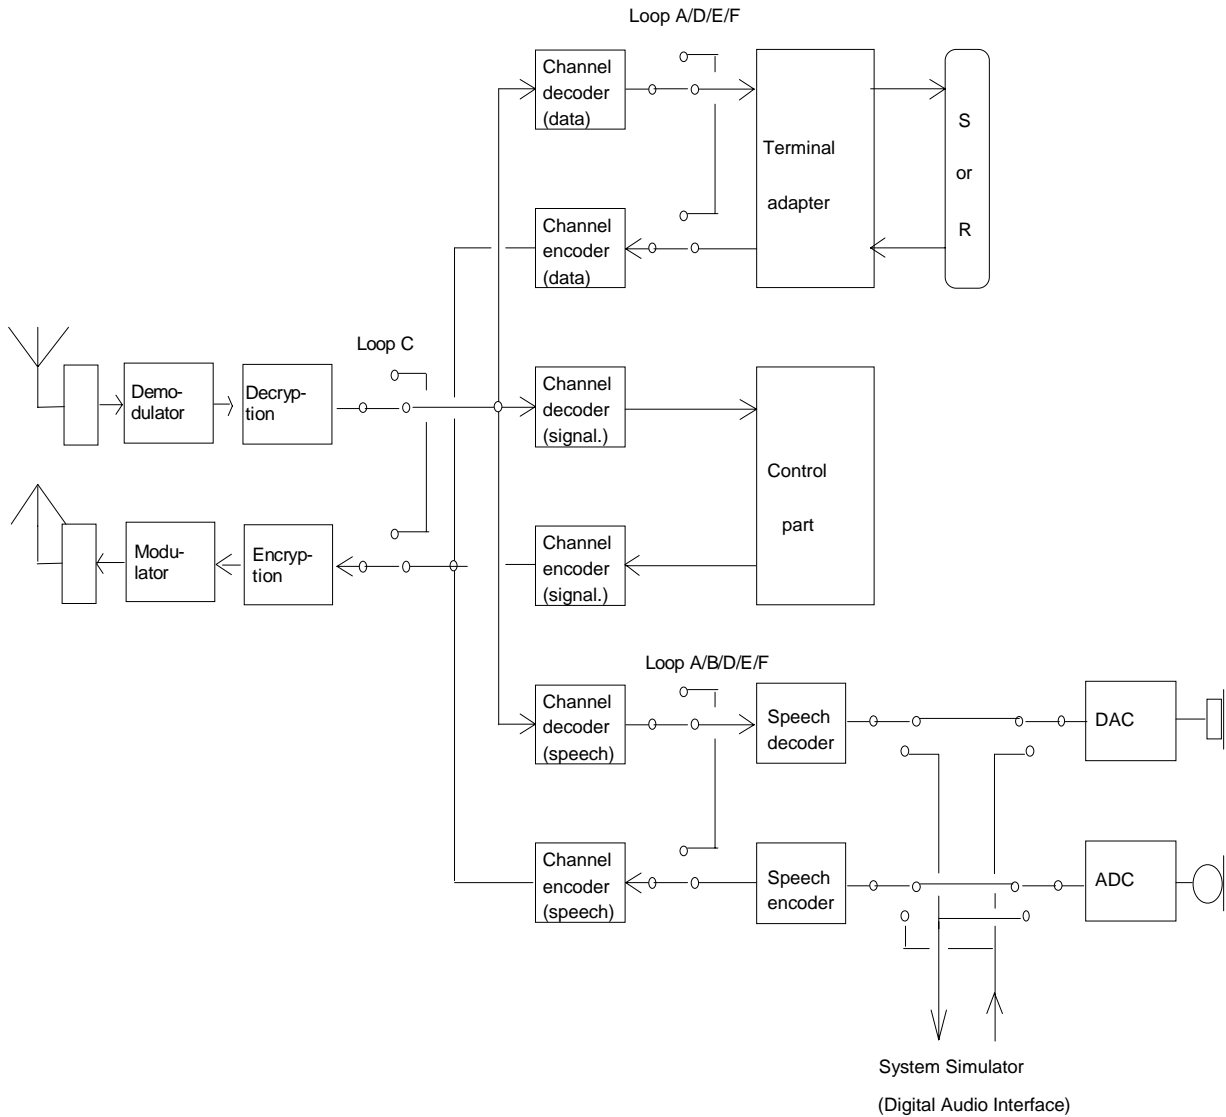 Loop A/D/E/F
Channel
decoder
(data)
Terminal
adapter
S
or
R
Channel
encoder
(data)
Loop C
Demo-
dulator
Decryp-
tion
Channel
decoder
(signal.)
Control
part
Modu-
lator
Encryp-
tion
Channel
encoder
(signal.)
Loop A/B/D/E/F
Channel
decoder
(speech)
Speech
decoder
DAC
Channel
encoder
(speech)
Speech
encoder
ADC
System Simulator
(Digital Audio Interface)